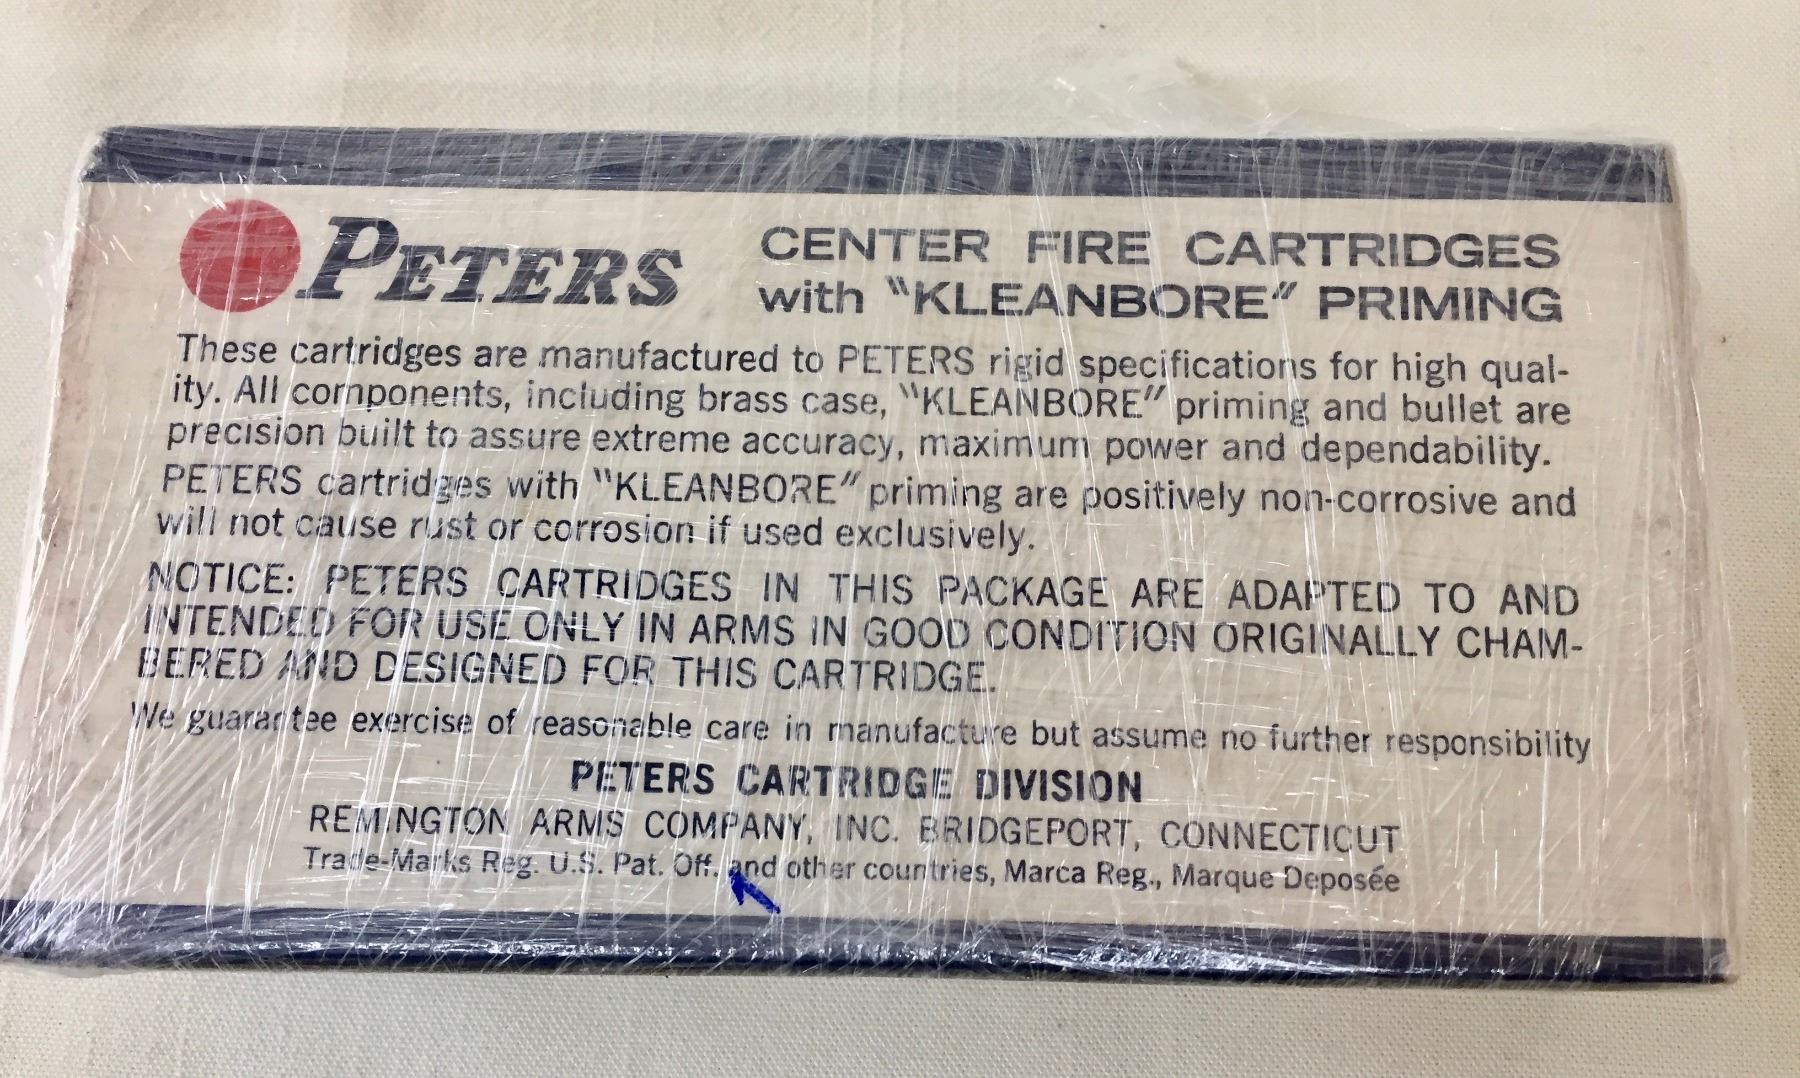 PETERS
CENTER FIRE CARTRIDGES
with "KLEANBORE" PRIMING
These cartridges are manufactured to PETERS rigid specifications for high qual-
ity. All components, including brass case, "KLEANBORE" priming and bullet are
precision built to assure extreme accuracy, maximum power and dependability.
PETERS cartridges with "KLEANBORE" priming are positively non-corrosive and
will not cause rust or corrosion if used exclusively.
NOTICE: PETERS CARTRIDGES IN THIS PACKAGE ARE ADAPTED TO AND
INTENDED FOR USE ONLY IN ARMS IN GOOD CONDITION ORIGINALLY CHAM-
BERED AND DESIGNED FOR THIS CARTRIDGE.
We guarantee exercise of reasonable care in manufacture but assume no further responsibility
PETERS CARTRIDGE DIVISION
REMINGTON ARMS COMPANY, INC. BRIDGEPORT, CONNECTICUT
Trade-Marks Reg. U.S. Pat. Off. and other countries, Marca Reg., Marque Deposée